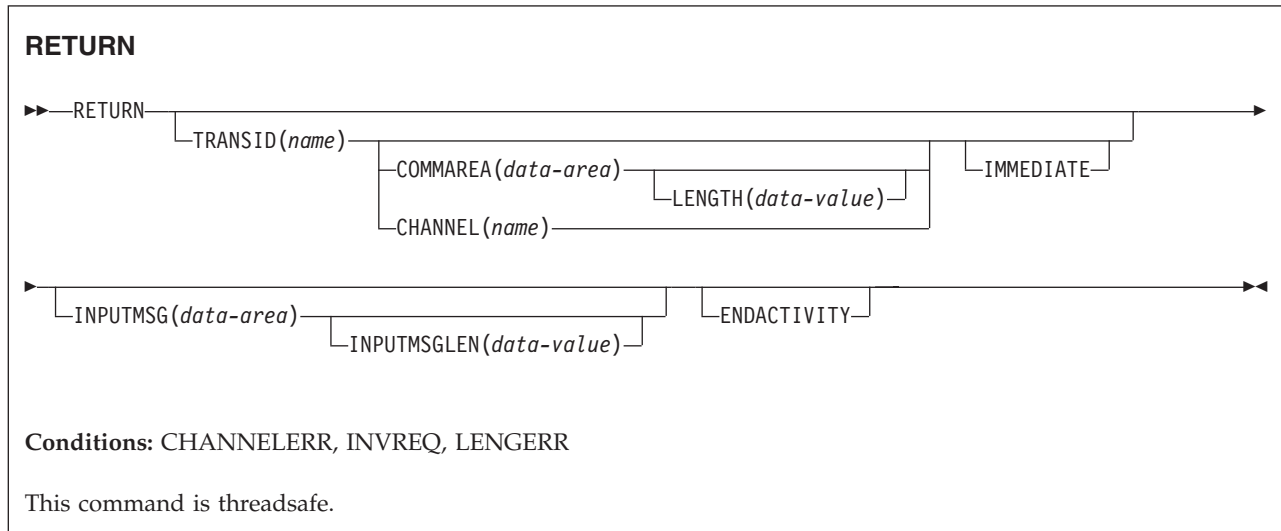 RETURN
RETURN
TRANSID(name)
COMMAREA(data-area)
IMMEDIATE
LENGTH(data-value)
CHANNEL(name)
INPUTMSG(data-area)
ENDACTIVITY
INPUTMSGLEN(data-value)
Conditions: CHANNELERR, INVREQ, LENGERR
This command is threadsafe.